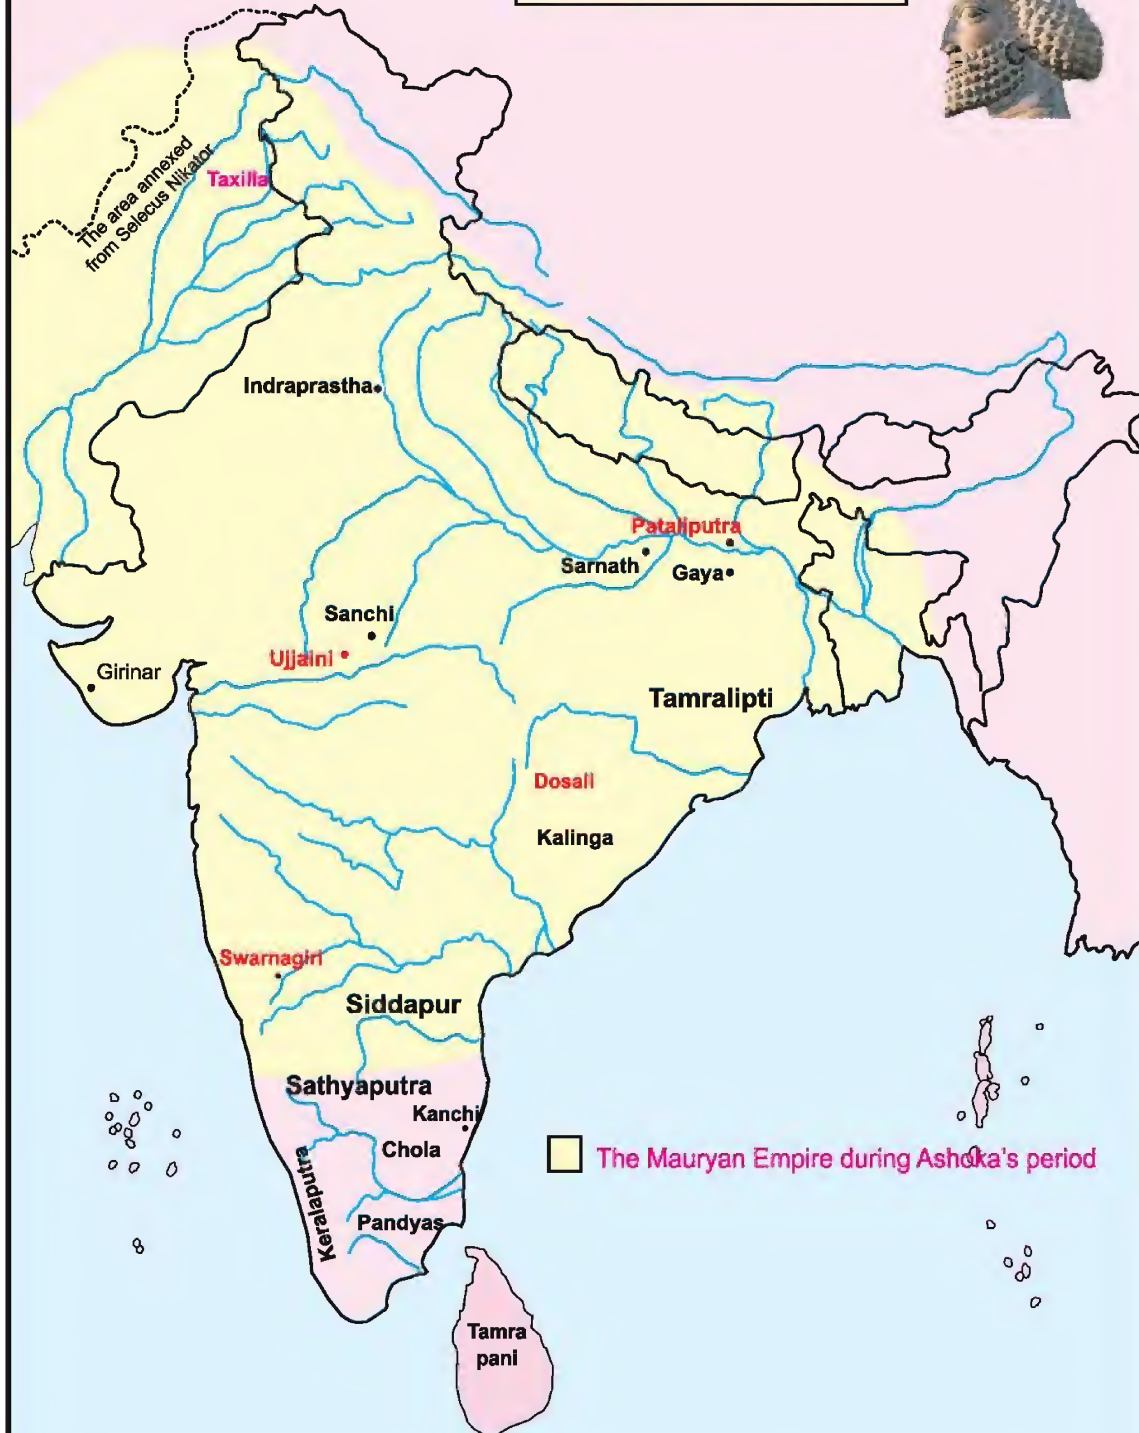 The area annexed
from Selecus Nikator
Taxilla
Indraprastha
Pataliputra
Sarnath
Gaya
Sanchi
Ujjaini
Girinar
Tamralipti
Dosali
Kalinga
Swarnagiri
Siddapur
Sathyaputra
Kanchi
Chola
Keralaputra
Pandyas
The Mauryan Empire during Ashoka's period
Tamra
pani